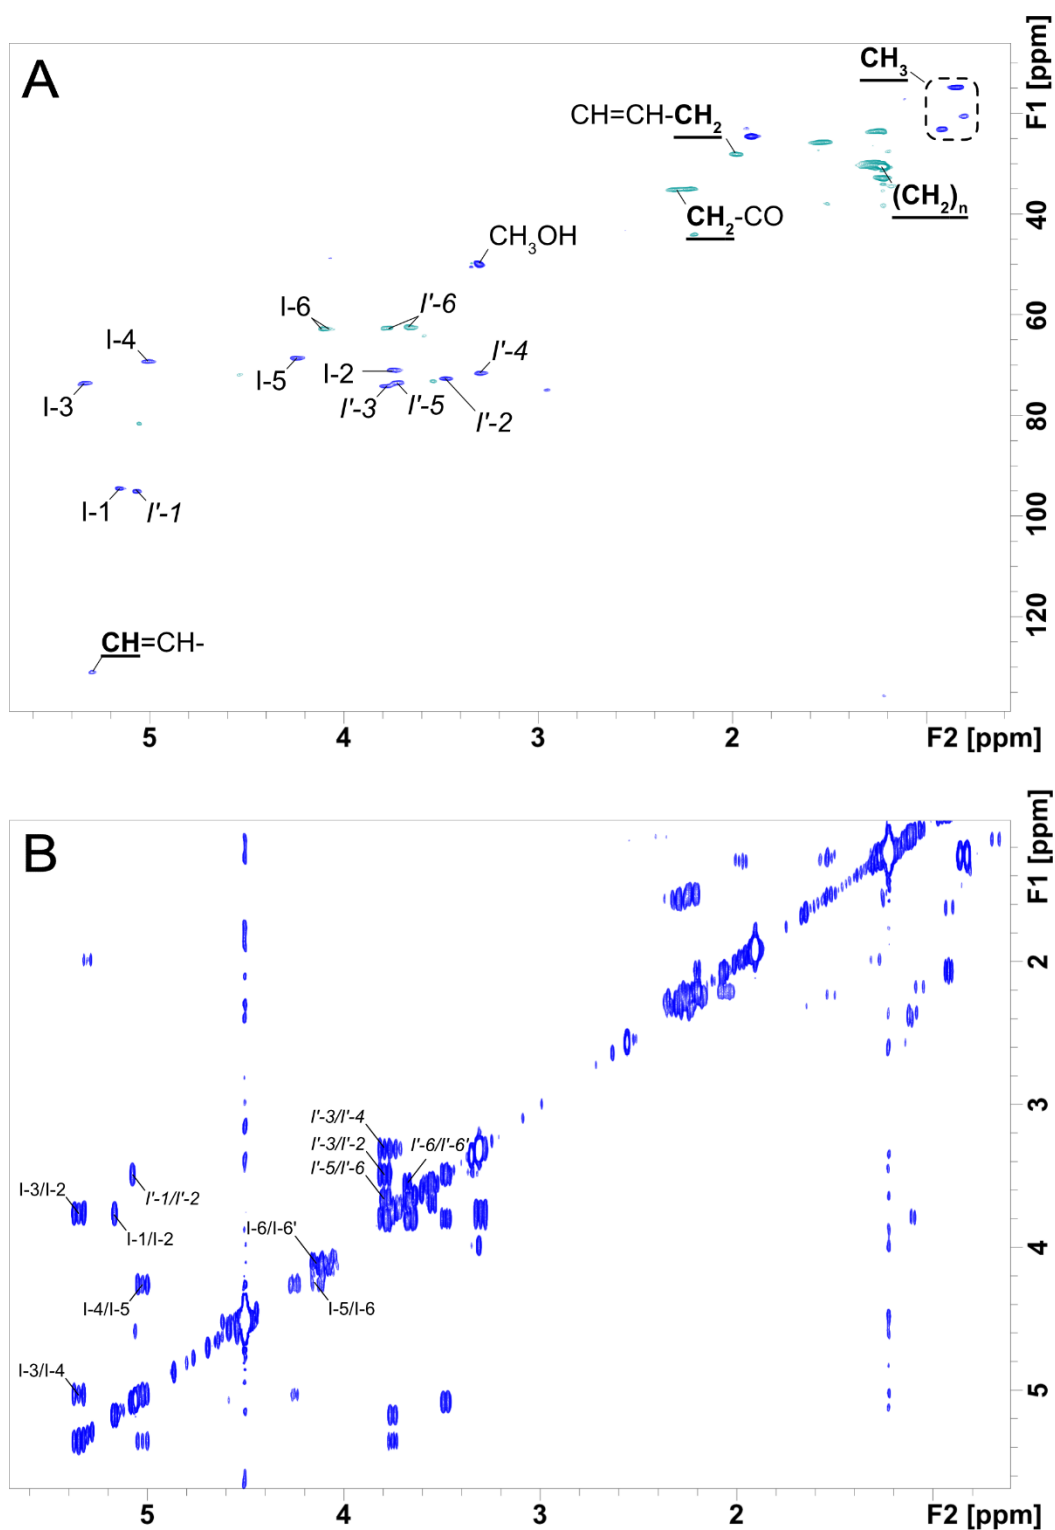 A
CH₃
CH=CH-CH₂
(CH₂)ₙ
CH₂-CO
CH₃OH
I-6
I'-6
I-4
I'-4
I-5
I-2
I-3
I'-3
I'-5
I'-2
I-1
I'-1
CH=CH-
F1 [ppm]
40
60
80
100
120
5
4
3
2
F2 [ppm]
B
I'-3/I'-4
I'-3/I'-2
I'-6/I'-6'
I'-5/I'-6
I-3/I-2
I'-1/I'-2
I-1/I-2
I-6/I-6'
I-4/I-5
I-5/I-6
I-3/I-4
F1 [ppm]
2
3
4
5
5
4
3
2
F2 [ppm]